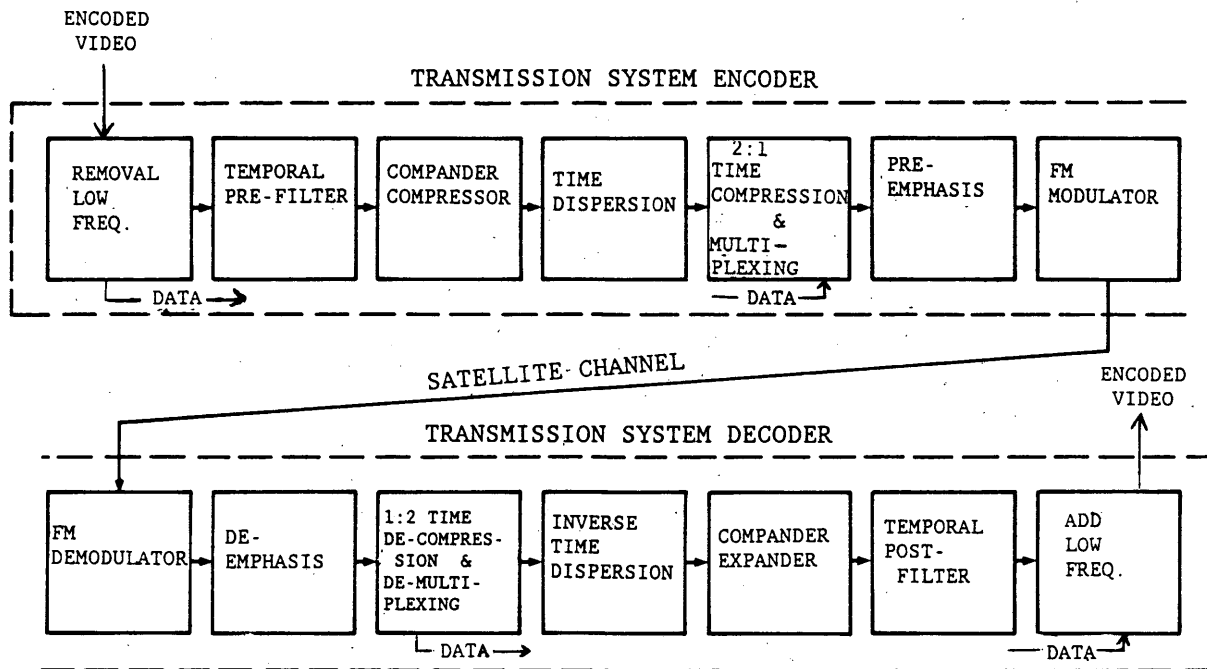 ENCODED
VIDEO
TRANSMISSION SYSTEM ENCODER
REMOVAL
LOW
FREQ.
TEMPORAL
PRE-FILTER
COMPANDER
COMPRESSOR
TIME
DISPERSION
2:1
TIME
COMPRESSION
&
MULTI-
PLEXING
PRE-
EMPHASIS
FM
MODULATOR
DATA
DATA
SATELLITE CHANNEL
ENCODED
VIDEO
TRANSMISSION SYSTEM DECODER
FM
DEMODULATOR
DE-
EMPHASIS
1:2 TIME
DE-COMPRES-
SION &
DE-MULTI-
PLEXING
INVERSE
TIME
DISPERSION
COMPANDER
EXPANDER
TEMPORAL
POST-
FILTER
ADD
LOW
FREQ.
DATA
DATA